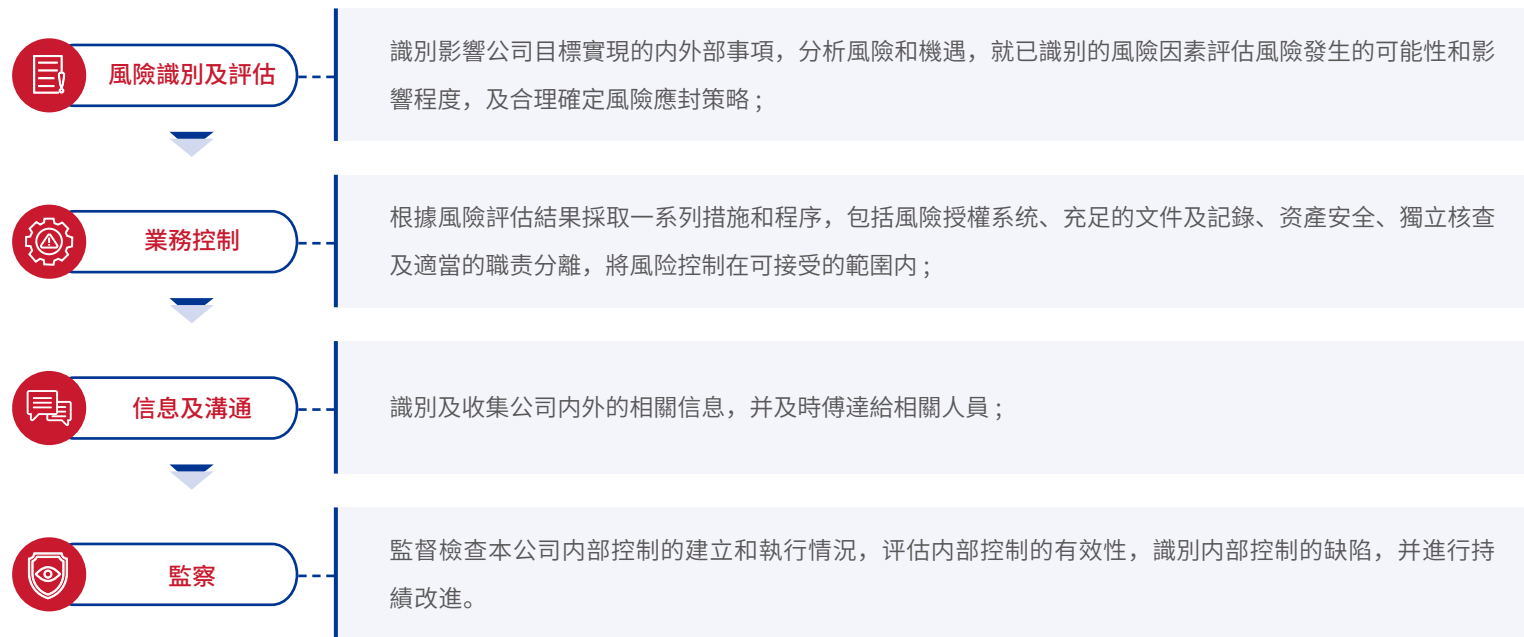 風險識別及評估
識別影響公司目標實現的内外部事項，分析風險和機遇，就已識别的風險因素評估風險發生的可能性和影
響程度，及合理確定風險應封策略；
業務控制
根據風險評估結果採取一系列措施和程序，包括風險授權系统、充足的文件及記錄、资產安全、獨立核查
及適當的職责分離，將風险控制在可接受的範圍内；
信息及溝通
識別及收集公司内外的相關信息，并及時傅達給相關人員；
監察
監督檢查本公司内部控制的建立和執行情況，评估内部控制的有效性，識別内部控制的缺陷，并進行持
績改進。